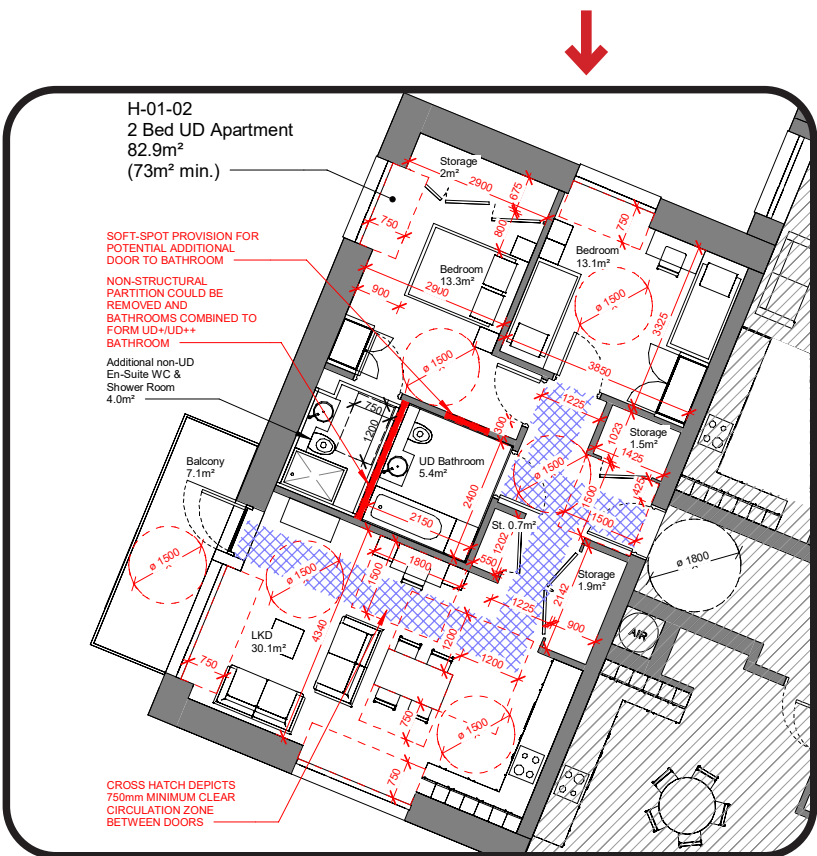 H-01-02
2 Bed UD Apartment
82.9m²
(73m² min.)
SOFT-SPOT PROVISION FOR
POTENTIAL ADDITIONAL
DOOR TO BATHROOM
NON-STRUCTURAL
PARTITION COULD BE
REMOVED AND
BATHROOMS COMBINED TO
FORM UD+/UD++
BATHROOM
Additional non-UD
En-Suite WC &
Shower Room
4.0m²
Storage
2m²
2900
675
750
800
750
Bedroom
13.3m²
Bedroom
13.1m²
2900
900
ø 1500
3325
ø 1500
3850
1225
750
1200
300
1023
Storage
1.5m²
1425
425
Balcony
7.1m²
UD Bathroom
5.4m²
ø 1500
2400
1500
1500
2150
St. 0.7m²
1202
550
ø 1500
ø 1500
1500
1800
ø 1800
Storage
1.9m²
2142
1225
900
4340
1200
1200
AIR
LKD
30.1m²
750
750
ø 1500
750
CROSS HATCH DEPICTS
750mm MINIMUM CLEAR
CIRCULATION ZONE
BETWEEN DOORS